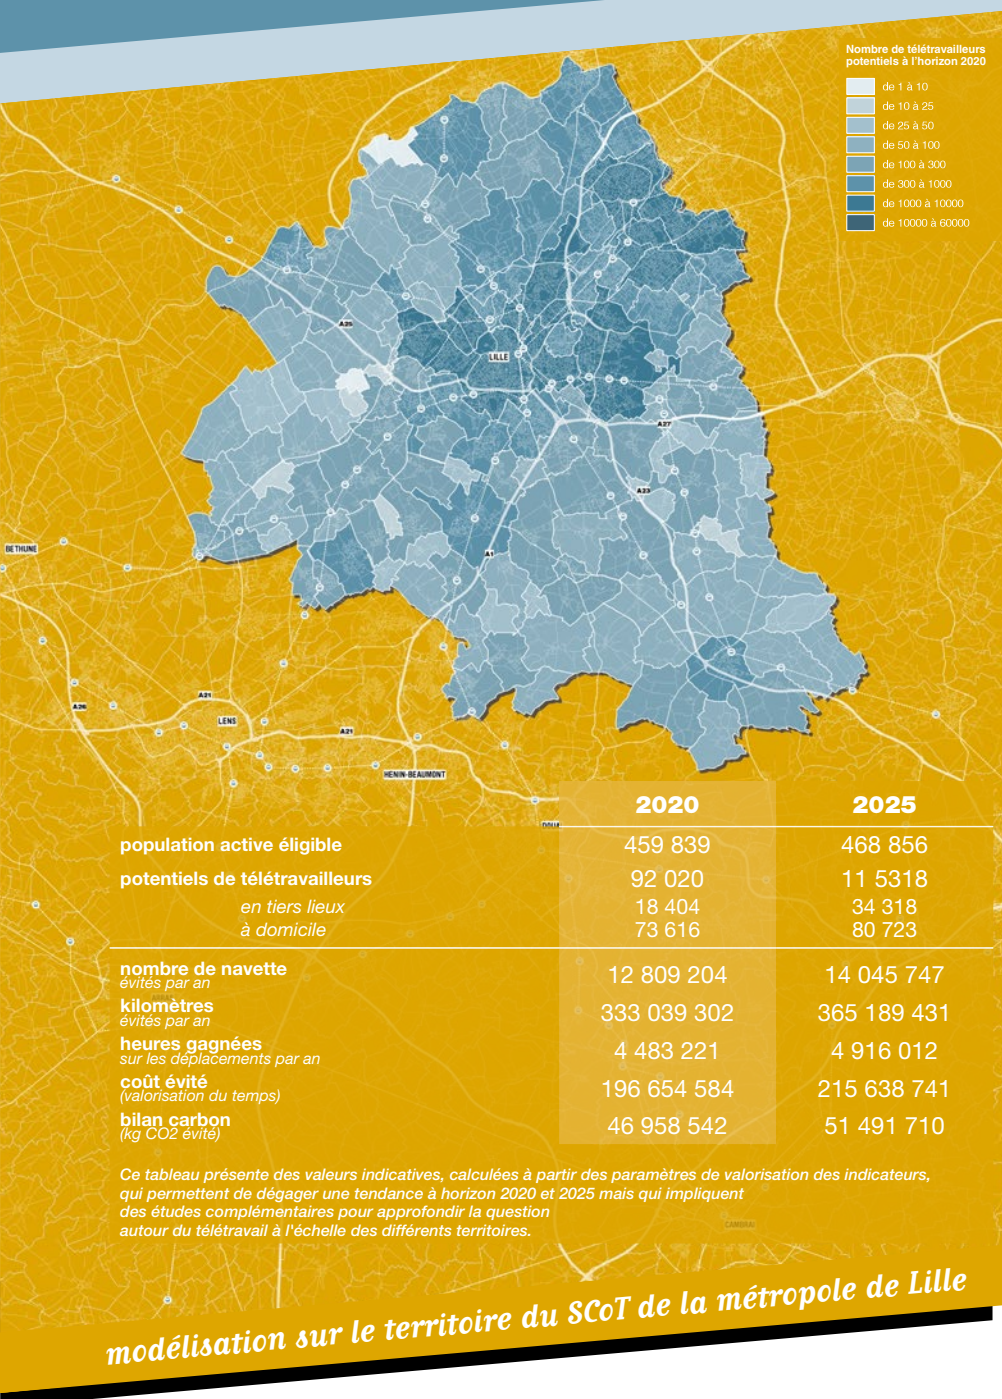 Nombre de télétravailleurs
potentiels à l'horizon 2020
de 1 à 10
de 10 à 25
de 25 à 50
de 50 à 100
de 100 à 300
de 300 à 1000
de 1000 à 10000
de 10000 à 60000
A25
LILLE
A27
A23
A1
BETHUNE
A26
A21
LENS
A21
HENIN-BEAUMONT
2020 2025
population active éligible 459 839 468 856
potentiels de télétravailleurs 92 020 11 5318
en tiers lieux 18 404 34 318
à domicile 73 616 80 723
nombre de navette 12 809 204 14 045 747
évités par an
kilomètres 333 039 302 365 189 431
évités par an
heures gagnées 4 483 221 4 916 012
sur les déplacements par an
coût évité 196 654 584 215 638 741
(valorisation du temps)
bilan carbon 46 958 542 51 491 710
(kg CO2 évité)
Ce tableau présente des valeurs indicatives, calculées à partir des paramètres de valorisation des indicateurs,
qui permettent de dégager une tendance à horizon 2020 et 2025 mais qui impliquent
des études complémentaires pour approfondir la question
autour du télétravail à l'échelle des différents territoires.
CAMBRAI
modélisation sur le territoire du SCoT de la métropole de Lille